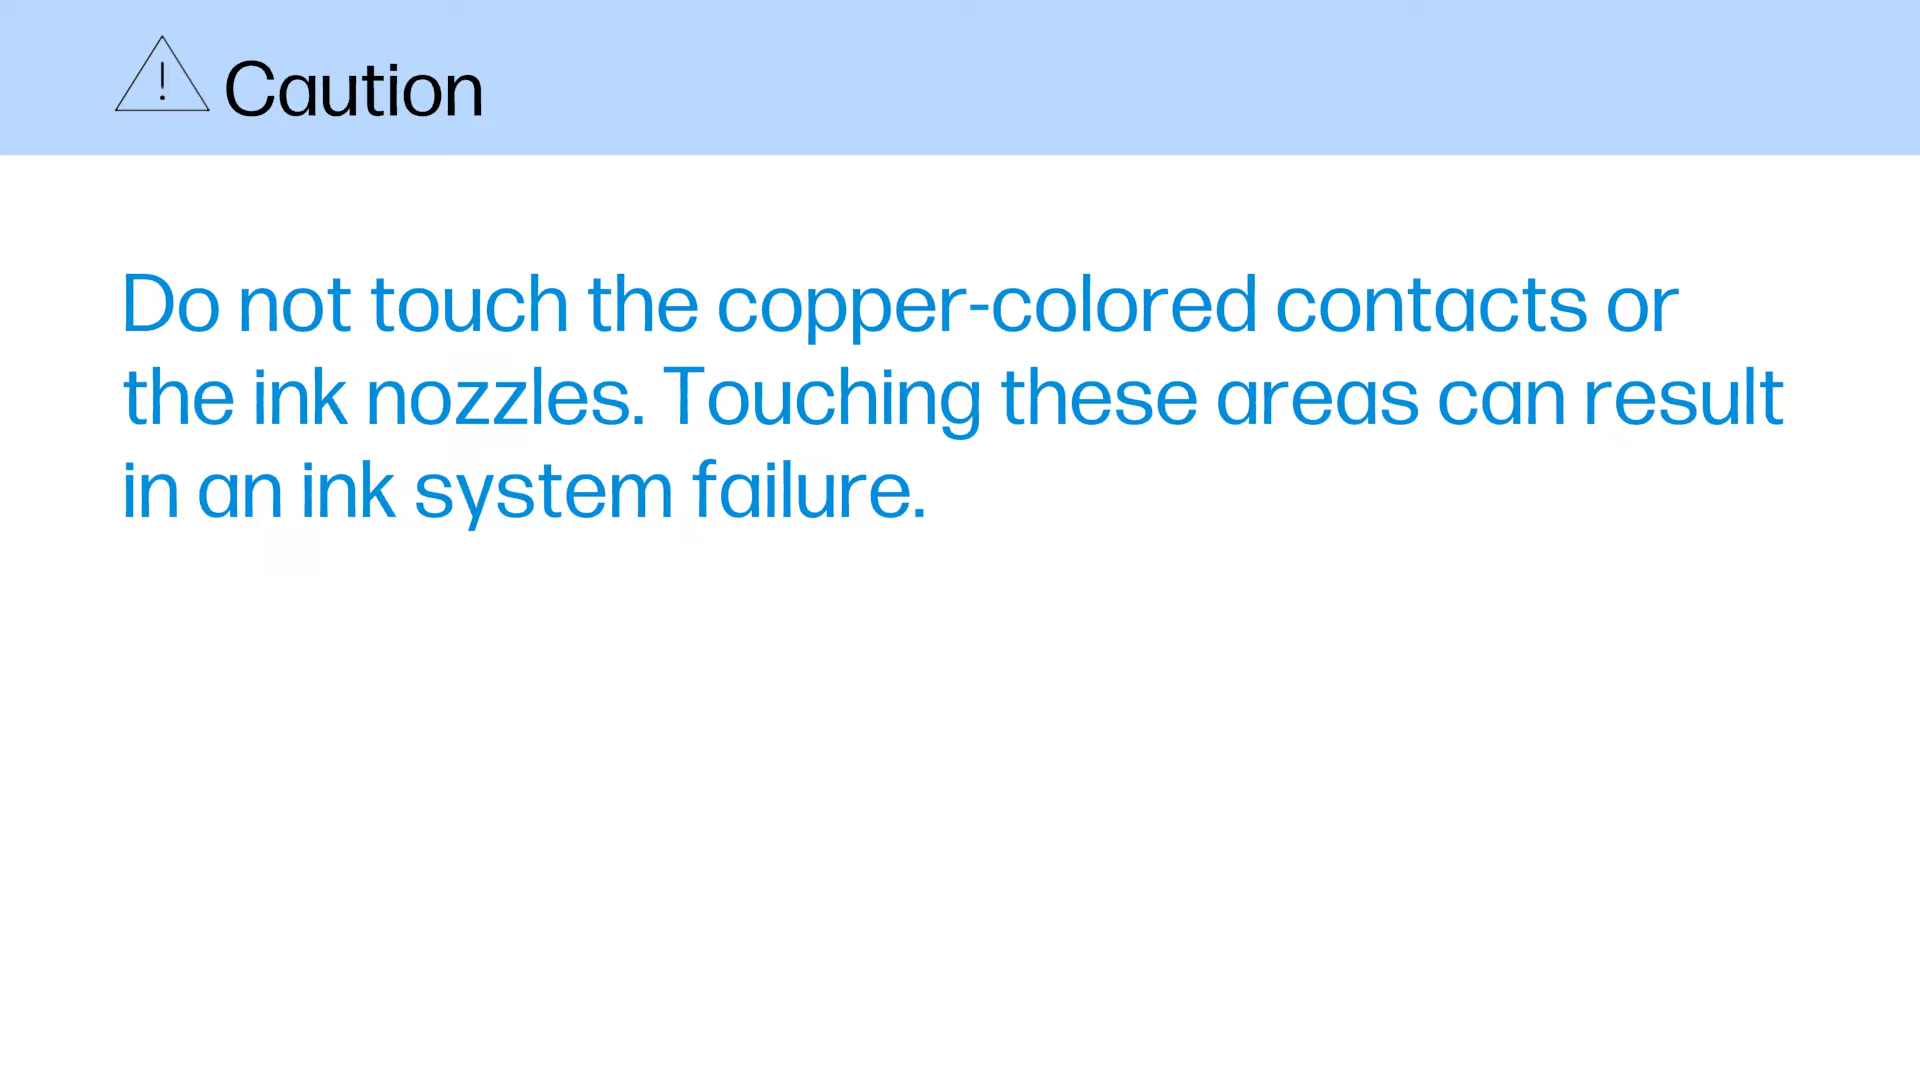 Caution
Do not touch the copper-colored contacts or
the ink nozzles. Touching these areas can result
in an ink system failure.